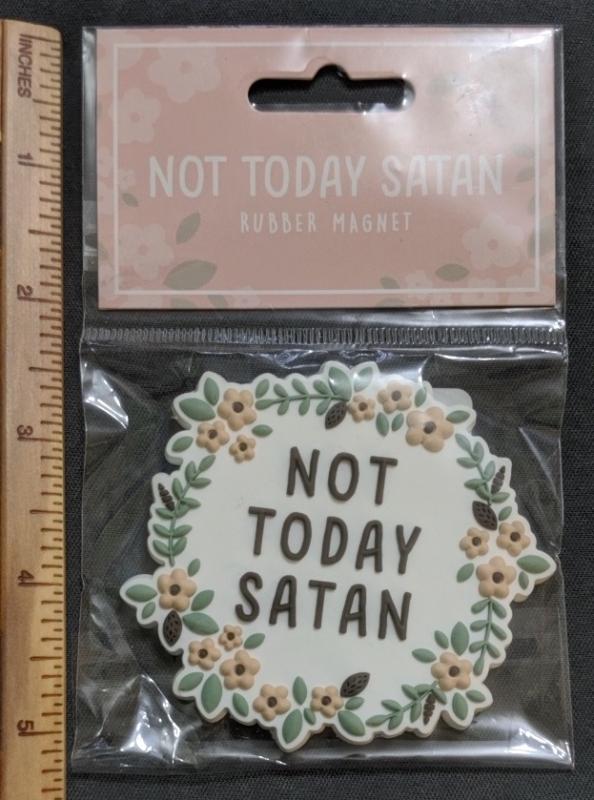 INCHES
1
2
3
4
5
NOT TODAY SATAN
RUBBER MAGNET
NOT
TODAY
SATAN